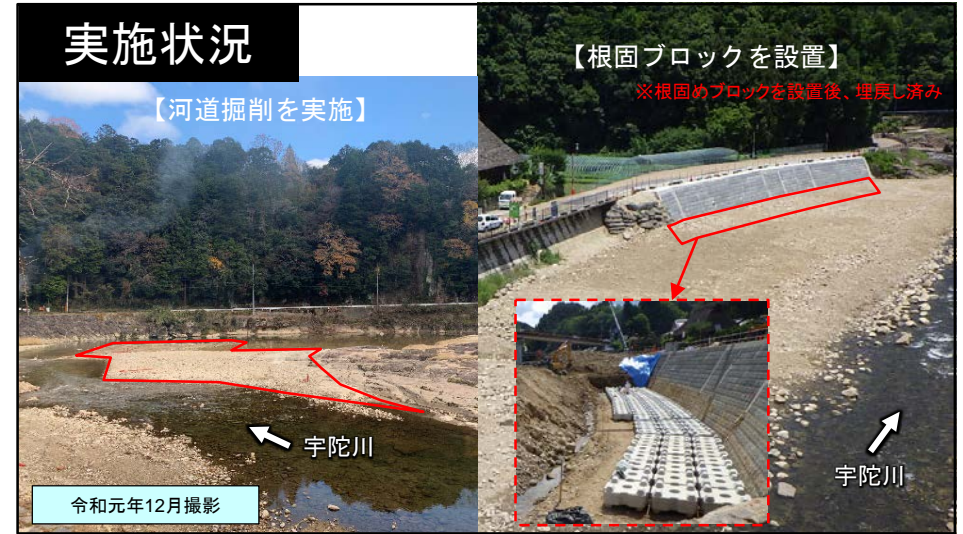 実施状況
【河道掘削を実施】
宇陀川
令和元年12月撮影
【根固ブロックを設置】
※根固めブロックを設置後、埋戻し済み
宇陀川